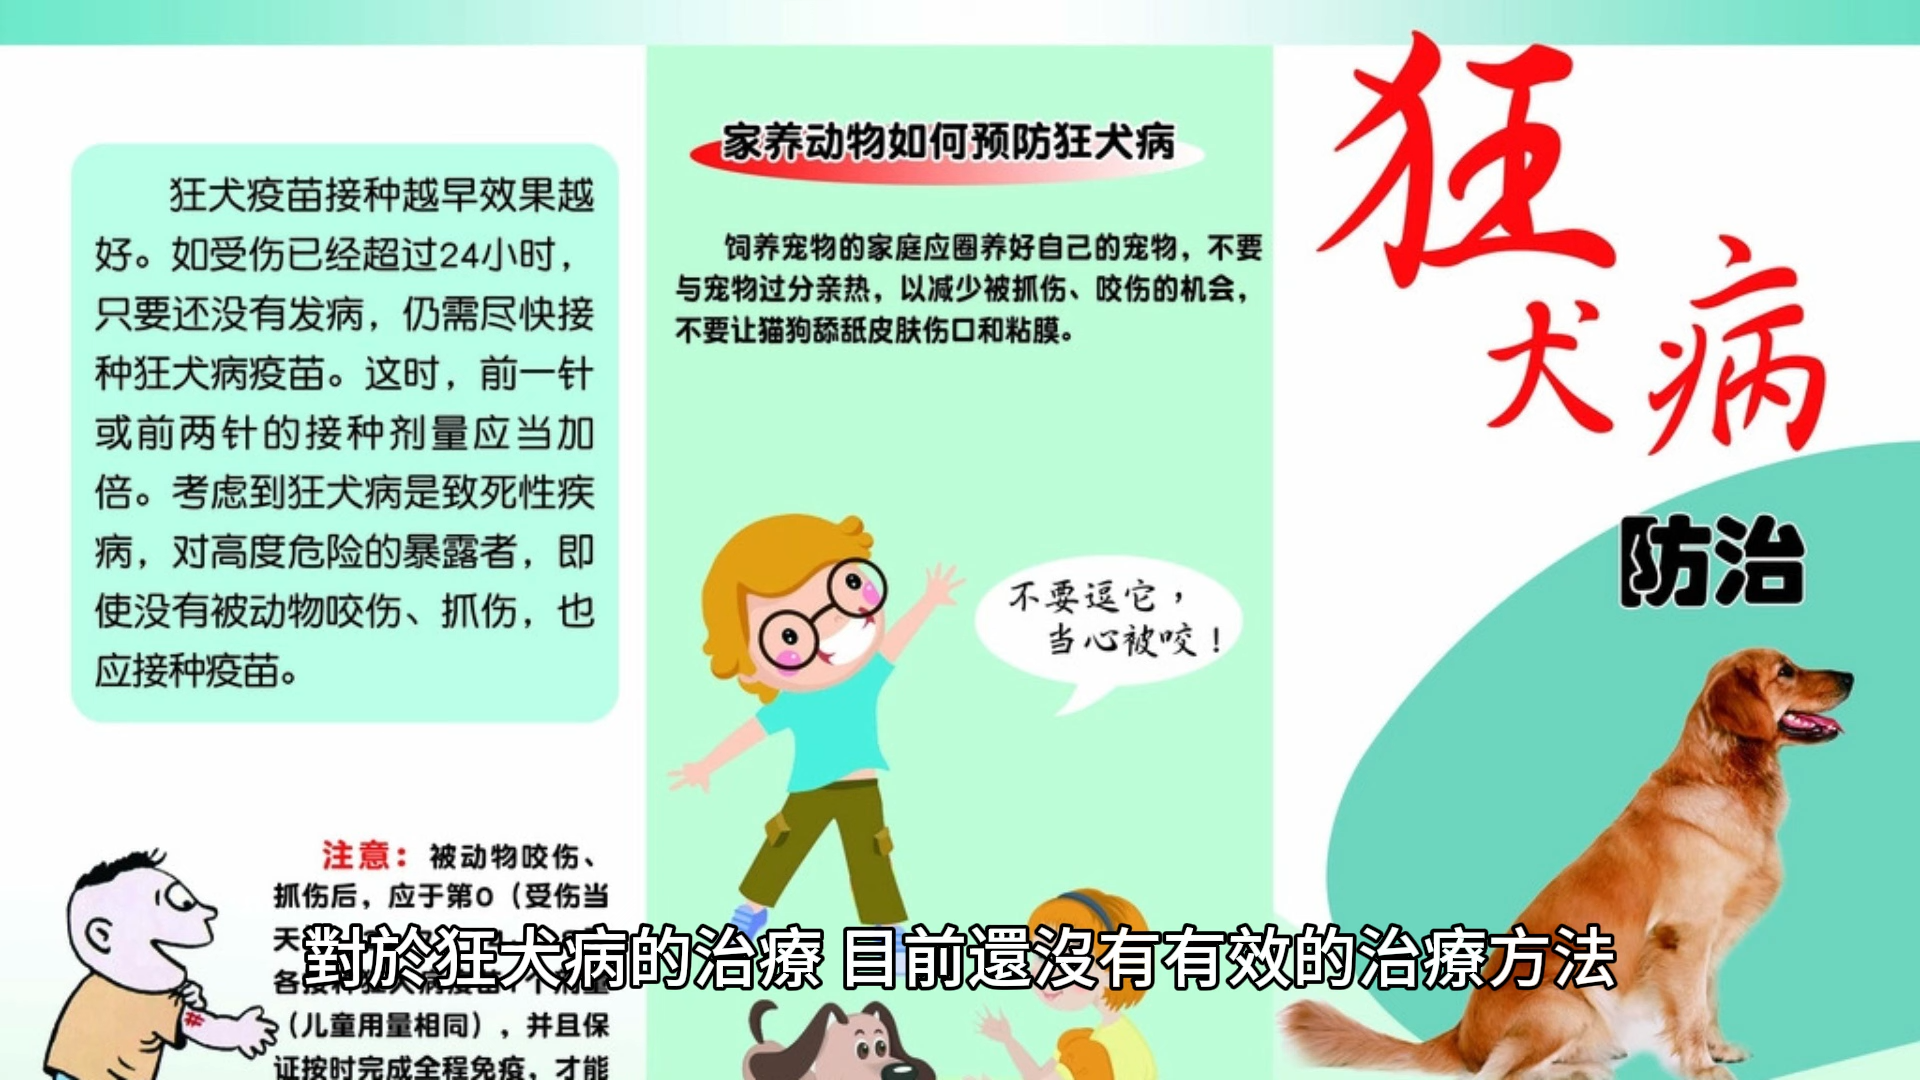 狂犬疫苗接种越早效果越
好。如受伤已经超过24小时，
只要还没有发病，仍需尽快接
种狂犬病疫苗。这时，前一针
或前两针的接种剂量应当加
倍。考虑到狂犬病是致死性疾
病，对高度危险的暴露者，即
使没有被动物咬伤、抓伤，也
应接种疫苗。
注意：被动物咬伤、
抓伤后，应于第0（受伤当
天
（儿童用量相同），并且保
证按时完成全程免疫，才能
家养动物如何预防狂犬病
饲养宠物的家庭应圈养好自己的宠物，不要
与宠物过分亲热，以减少被抓伤、咬伤的机会，
不要让猫狗舔舐皮肤伤口和粘膜。
不要逗它，
当心被咬！
狂
犬
病
防治
對於狂犬病的治療 目前還沒有有效的治療方法